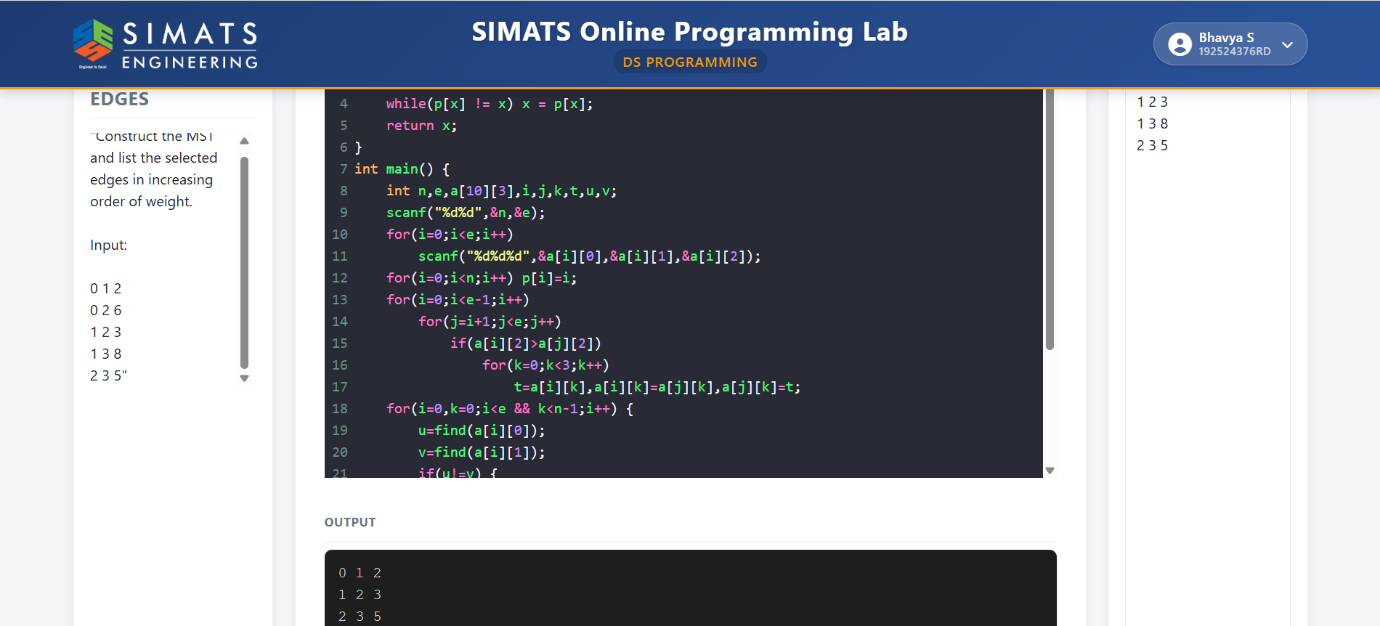 SIMATS
ENGINEERING
Engineer to Excel
SIMATS Online Programming Lab
DS PROGRAMMING
Bhavya S
192524376RD
EDGES
"Construct the MST
and list the selected
edges in increasing
order of weight.
Input:
0 1 2
0 2 6
1 2 3
1 3 8
2 3 5"
4 while(p[x] != x) x = p[x];
5 return x;
6 }
7 int main() {
8 int n,e,a[10][3],i,j,k,t,u,v;
9 scanf("%d%d",&n,&e);
10 for(i=0;i<e;i++)
11 scanf("%d%d%d",&a[i][0],&a[i][1],&a[i][2]);
12 for(i=0;i<n;i++) p[i]=i;
13 for(i=0;i<e-1;i++)
14 for(j=i+1;j<e;j++)
15 if(a[i][2]>a[j][2])
16 for(k=0;k<3;k++)
17 t=a[i][k],a[i][k]=a[j][k],a[j][k]=t;
18 for(i=0,k=0;i<e && k<n-1;i++) {
19 u=find(a[i][0]);
20 v=find(a[i][1]);
21 if(u!=v) {
OUTPUT
0 1 2
1 2 3
2 3 5
1 2 3
1 3 8
2 3 5